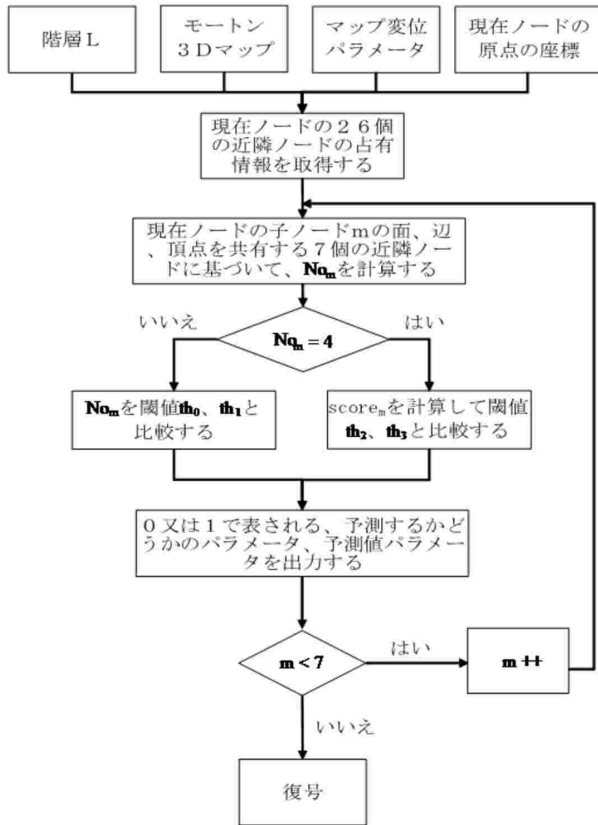 階層Ｌ
モートン
３Ｄマップ
マップ変位
パラメータ
現在ノードの
原点の座標
現在ノードの２６個
の近隣ノードの占有
情報を取得する
現在ノードの子ノードmの面、辺
、頂点を共有する７個の近隣ノー
ドに基づいて、Noₘを計算する
いいえ
Noₘ = 4
はい
Noₘを閾値th₀、th₁と
比較する
scoreₘを計算して閾値
th₂、th₃と比較する
０又は１で表される、予測するかど
うかのパラメータ、予測値パラメー
タを出力する
m < 7
はい
m ++
いいえ
復号